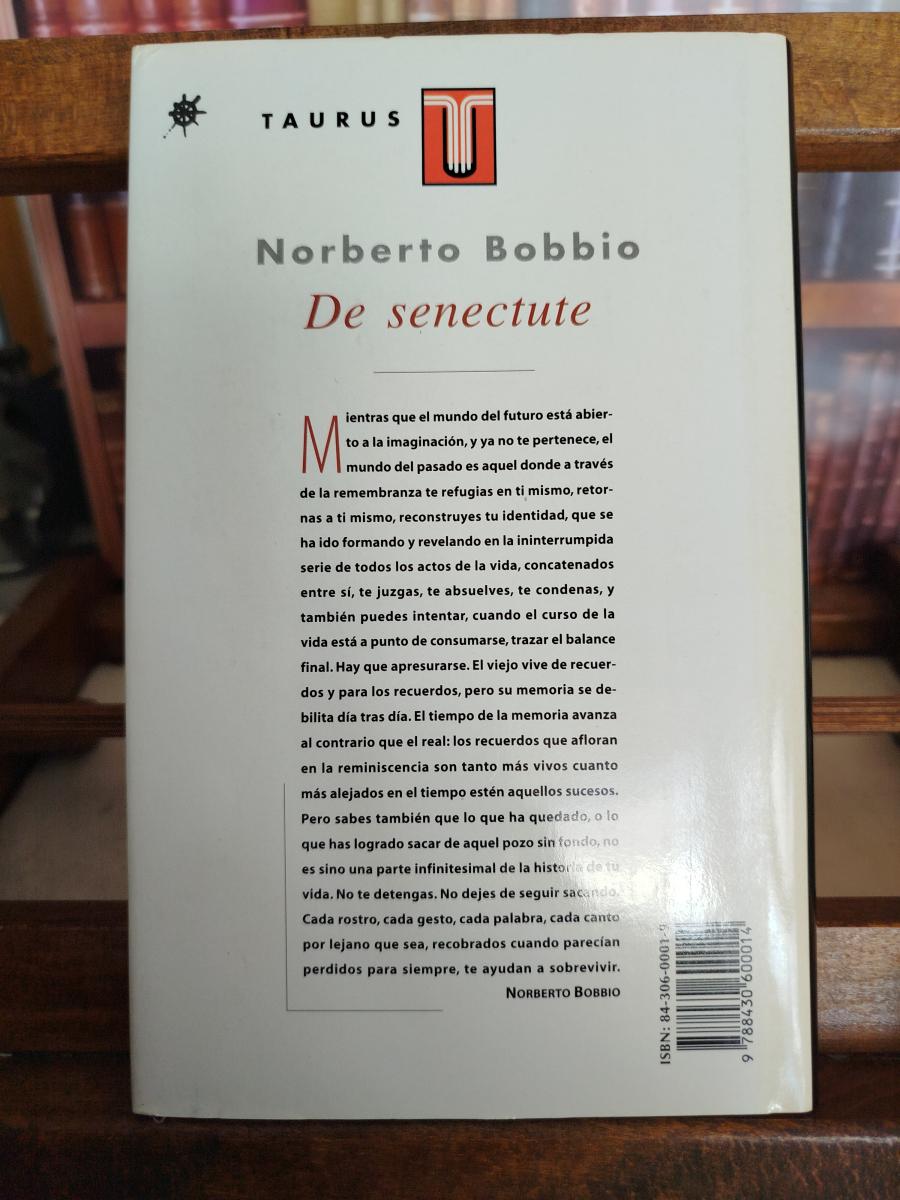 TAURUS
Norberto Bobbio
De senectute
Mientras que el mundo del futuro está abier-
to a la imaginación, y ya no te pertenece, el
mundo del pasado es aquel donde a través
de la remembranza te refugias en ti mismo, retor-
nas a ti mismo, reconstruyes tu identidad, que se
ha ido formando y revelando en la ininterrumpida
serie de todos los actos de la vida, concatenados
entre sí, te juzgas, te absuelves, te condenas, y
también puedes intentar, cuando el curso de la
vida está a punto de consumarse, trazar el balance
final. Hay que apresurarse. El viejo vive de recuer-
dos y para los recuerdos, pero su memoria se de-
bilita día tras día. El tiempo de la memoria avanza
al contrario que el real: los recuerdos que afloran
en la reminiscencia son tanto más vivos cuanto
más alejados en el tiempo estén aquellos sucesos.
Pero sabes también que lo que ha quedado, o lo
que has logrado sacar de aquel pozo sin fondo, no
es sino una parte infinitesimal de la historia de tu
vida. No te detengas. No dejes de seguir sacando.
Cada rostro, cada gesto, cada palabra, cada canto
por lejano que sea, recobrados cuando parecían
perdidos para siempre, te ayudan a sobrevivir.
NORBERTO BOBBIO
ISBN: 84-306-0001-9
9 788430 600014